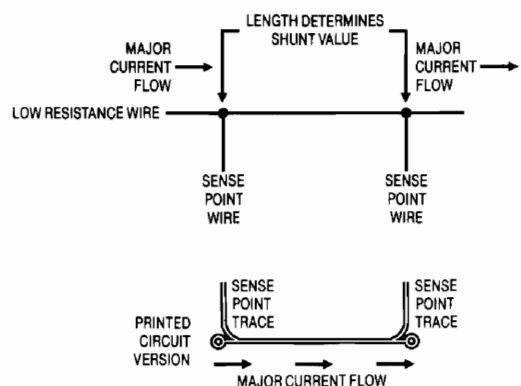 LENGTH DETERMINES
SHUNT VALUE
MAJOR
CURRENT
FLOW
MAJOR
CURRENT
FLOW
LOW RESISTANCE WIRE
SENSE
POINT
WIRE
SENSE
POINT
WIRE
SENSE
POINT
TRACE
SENSE
POINT
TRACE
PRINTED
CIRCUIT
VERSION
MAJOR CURRENT FLOW